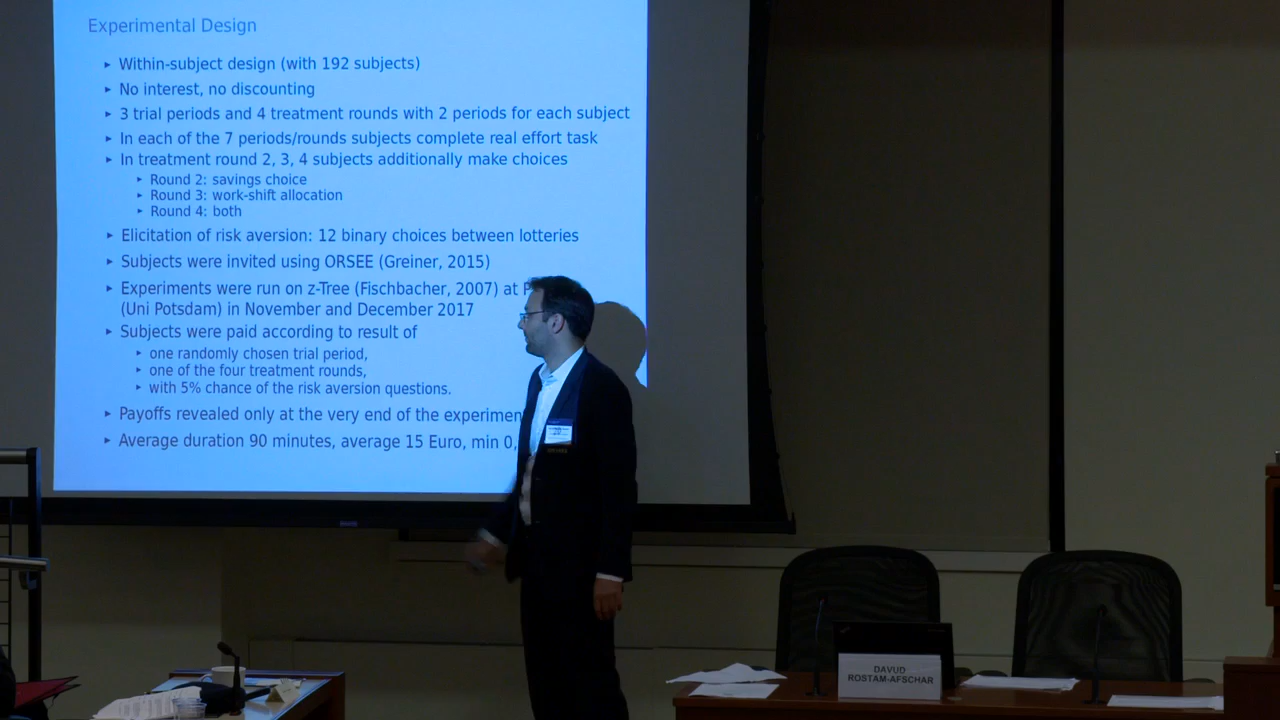 Experimental Design
▸ Within-subject design (with 192 subjects)
▸ No interest, no discounting
▸ 3 trial periods and 4 treatment rounds with 2 periods for each subject
▸ In each of the 7 periods/rounds subjects complete real effort task
▸ In treatment round 2, 3, 4 subjects additionally make choices
▸ Round 2: savings choice
▸ Round 3: work-shift allocation
▸ Round 4: both
▸ Elicitation of risk aversion: 12 binary choices between lotteries
▸ Subjects were invited using ORSEE (Greiner, 2015)
▸ Experiments were run on z-Tree (Fischbacher, 2007) at
(Uni Potsdam) in November and December 2017
▸ Subjects were paid according to result of
▸ one randomly chosen trial period,
▸ one of the four treatment rounds,
▸ with 5% chance of the risk aversion questions.
▸ Payoffs revealed only at the very end of the
▸ Average duration 90 minutes, average 15 Euro, min 0,
DAVUD
ROSTAM-AFSCHAR